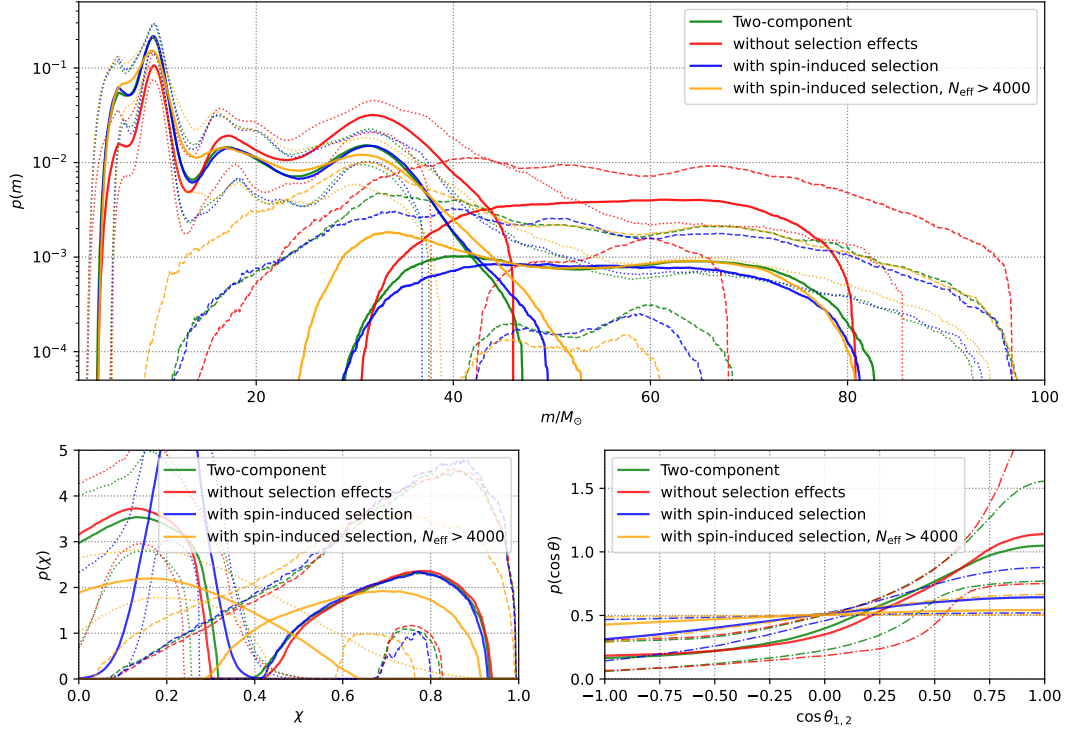 Two-component
without selection effects
with spin-induced selection
with spin-induced selection, N_eff > 4000
p(m)
10⁻¹
10⁻²
10⁻³
10⁻⁴
20 40 60 80 100
m/M⊙
Two-component
without selection effects
with spin-induced selection
with spin-induced selection, N_eff > 4000
p(χ)
5
4
3
2
1
0
0.0 0.2 0.4 0.6 0.8 1.0
χ
Two-component
without selection effects
with spin-induced selection
with spin-induced selection, N_eff > 4000
p(cos θ)
1.5
1.0
0.5
0.0
−1.00 −0.75 −0.50 −0.25 0.00 0.25 0.50 0.75 1.00
cos θ₁,₂